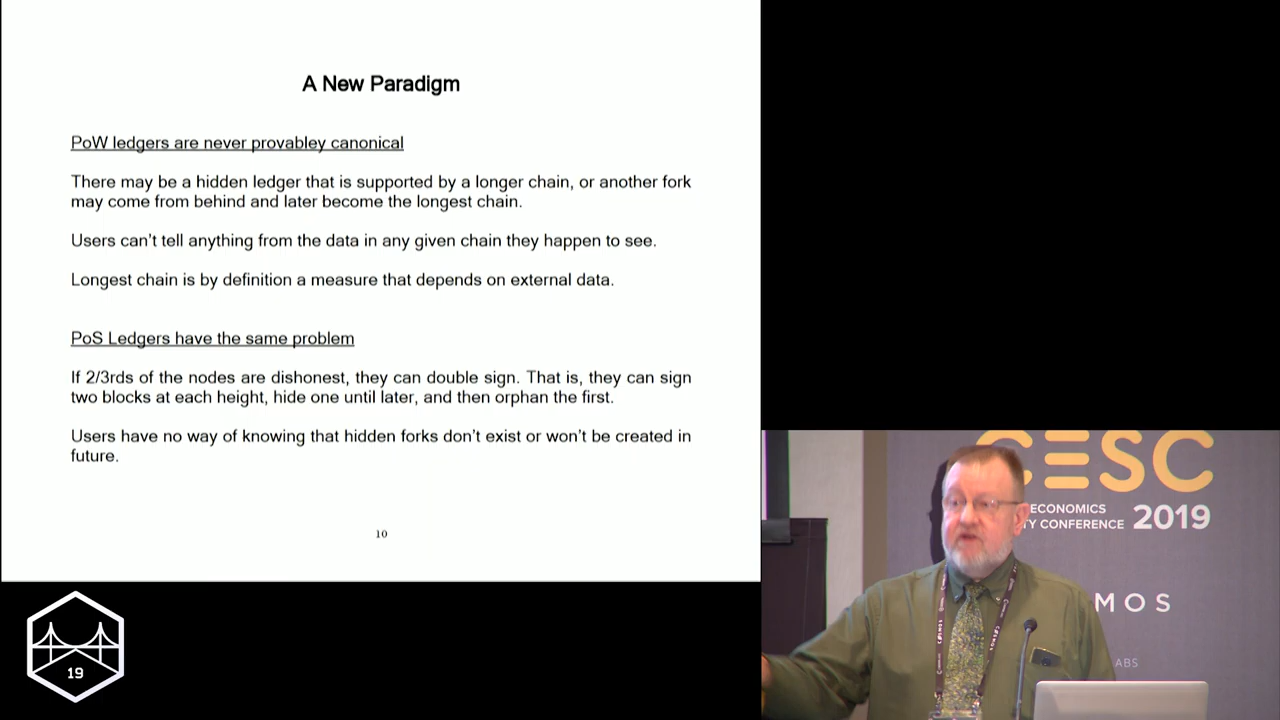 A New Paradigm
PoW ledgers are never provabley canonical
There may be a hidden ledger that is supported by a longer chain, or another fork
may come from behind and later become the longest chain.
Users can't tell anything from the data in any given chain they happen to see.
Longest chain is by definition a measure that depends on external data.
PoS Ledgers have the same problem
If 2/3rds of the nodes are dishonest, they can double sign. That is, they can sign
two blocks at each height, hide one until later, and then orphan the first.
Users have no way of knowing that hidden forks don't exist or won't be created in
future.
10
19
CESC
ECONOMICS
TY CONFERENCE 2019
MOS
ABS